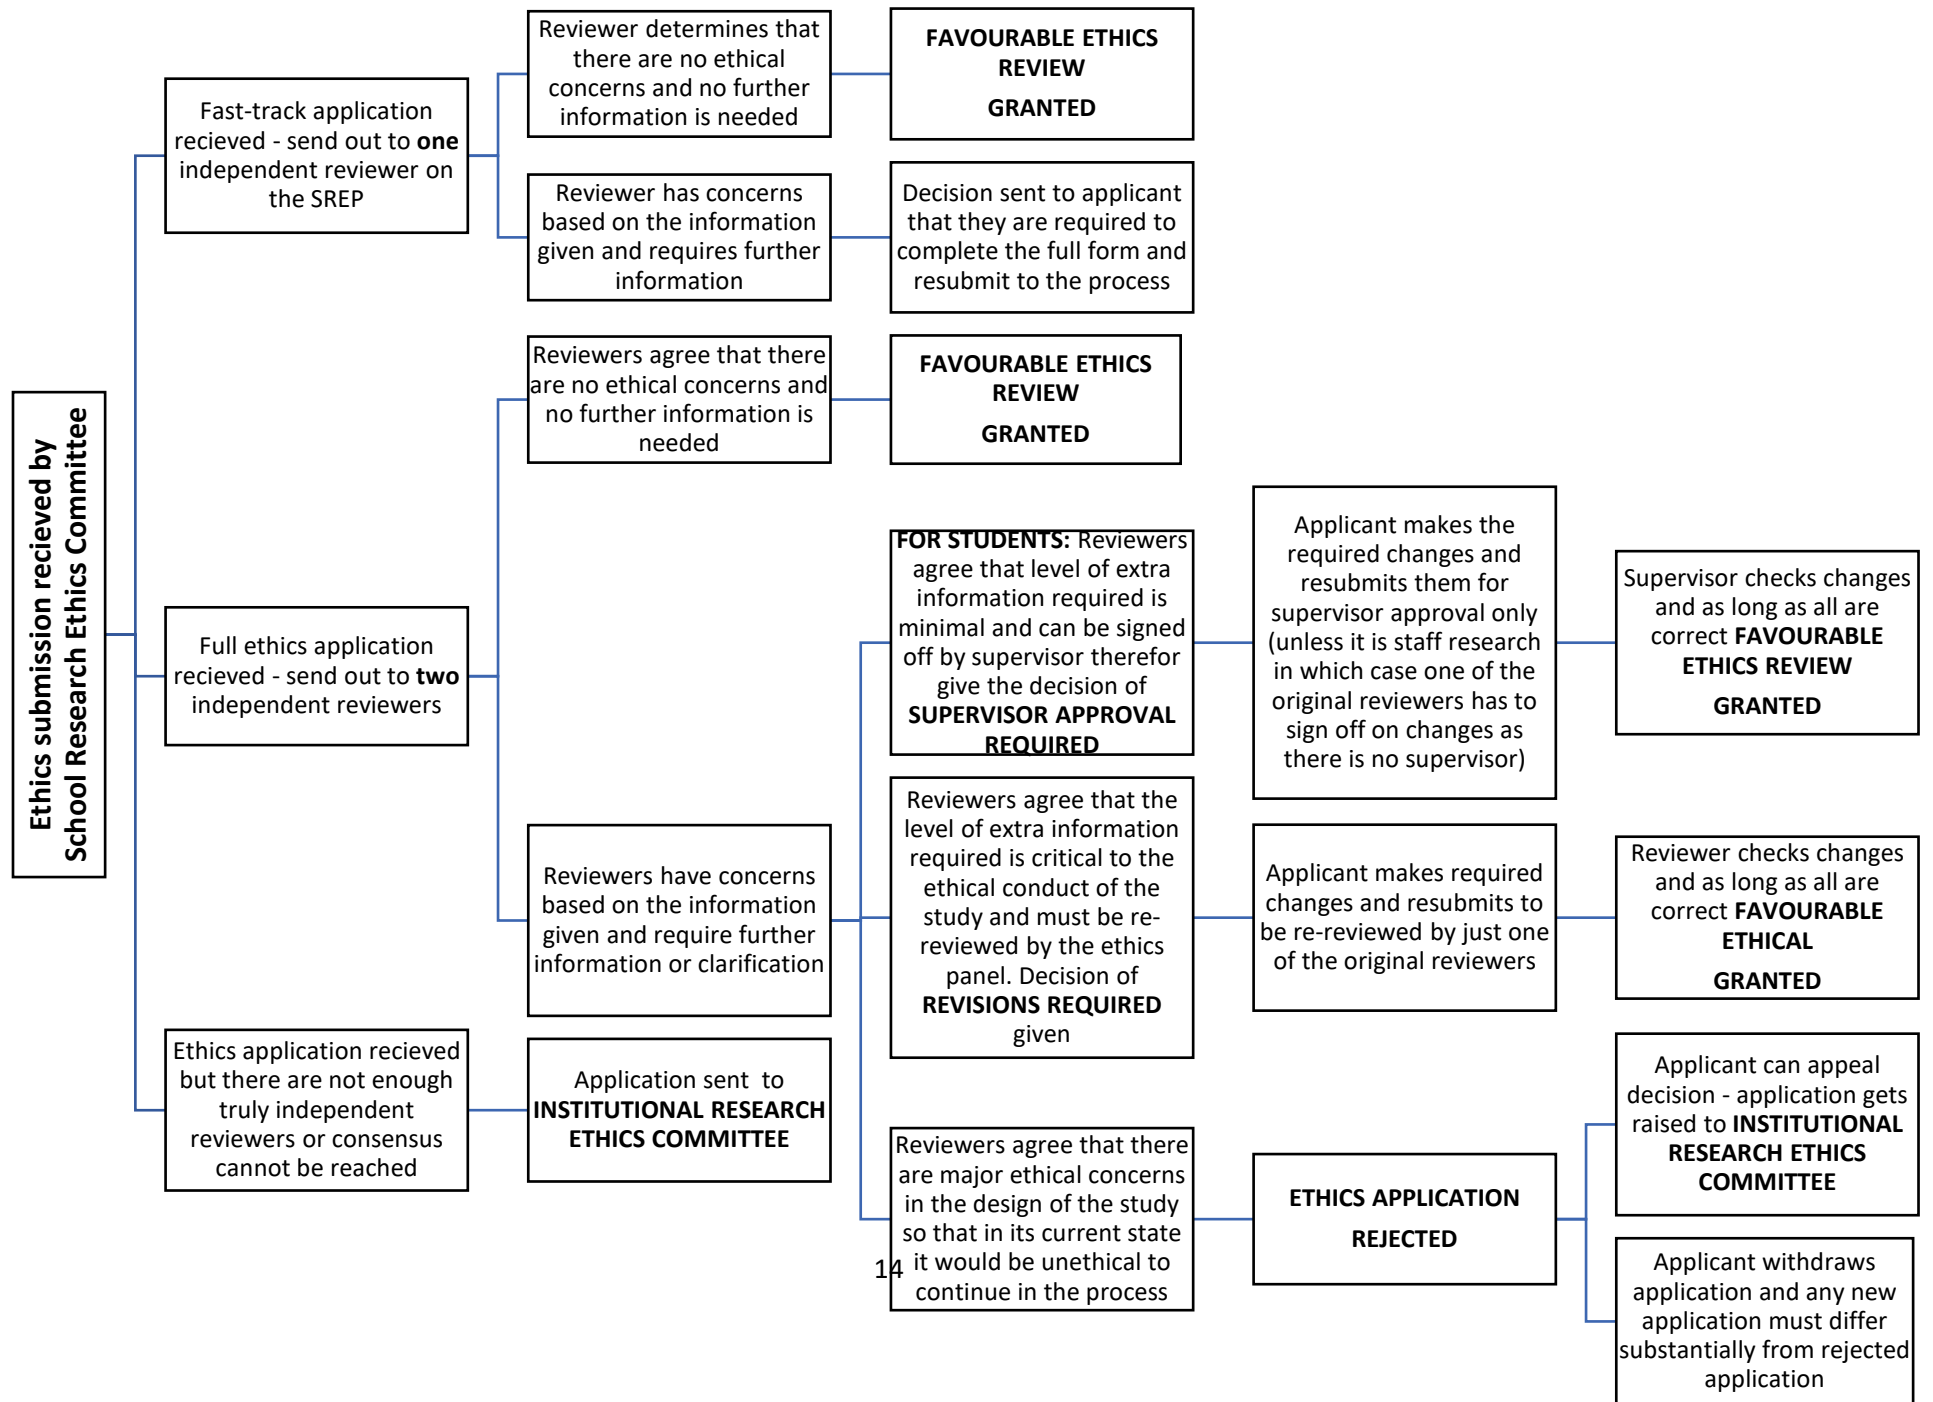 Ethics submission recieved by
School Research Ethics Committee
Fast-track application
recieved - send out to one
independent reviewer on
the SREP
Reviewer determines that
there are no ethical
concerns and no further
information is needed
FAVOURABLE ETHICS
REVIEW
GRANTED
Reviewer has concerns
based on the information
given and requires further
information
Decision sent to applicant
that they are required to
complete the full form and
resubmit to the process
Full ethics application
recieved - send out to two
independent reviewers
Reviewers agree that there
are no ethical concerns and
no further information is
needed
FAVOURABLE ETHICS
REVIEW
GRANTED
Reviewers have concerns
based on the information
given and require further
information or clarification
FOR STUDENTS: Reviewers
agree that level of extra
information required is
minimal and can be signed
off by supervisor therefor
give the decision of
SUPERVISOR APPROVAL
REQUIRED
Applicant makes the
required changes and
resubmits them for
supervisor approval only
(unless it is staff research
in which case one of the
original reviewers has to
sign off on changes as
there is no supervisor)
Supervisor checks changes
and as long as all are
correct FAVOURABLE
ETHICS REVIEW
GRANTED
Reviewers agree that the
level of extra information
required is critical to the
ethical conduct of the
study and must be re-
reviewed by the ethics
panel. Decision of
REVISIONS REQUIRED
given
Applicant makes required
changes and resubmits to
be re-reviewed by just one
of the original reviewers
Reviewer checks changes
and as long as all are
correct FAVOURABLE
ETHICAL
GRANTED
Reviewers agree that there
are major ethical concerns
in the design of the study
so that in its current state
it would be unethical to
continue in the process
ETHICS APPLICATION
REJECTED
Applicant can appeal
decision - application gets
raised to INSTITUTIONAL
RESEARCH ETHICS
COMMITTEE
Applicant withdraws
application and any new
application must differ
substantially from rejected
application
Ethics application recieved
but there are not enough
truly independent
reviewers or consensus
cannot be reached
Application sent to
INSTITUTIONAL RESEARCH
ETHICS COMMITTEE
14